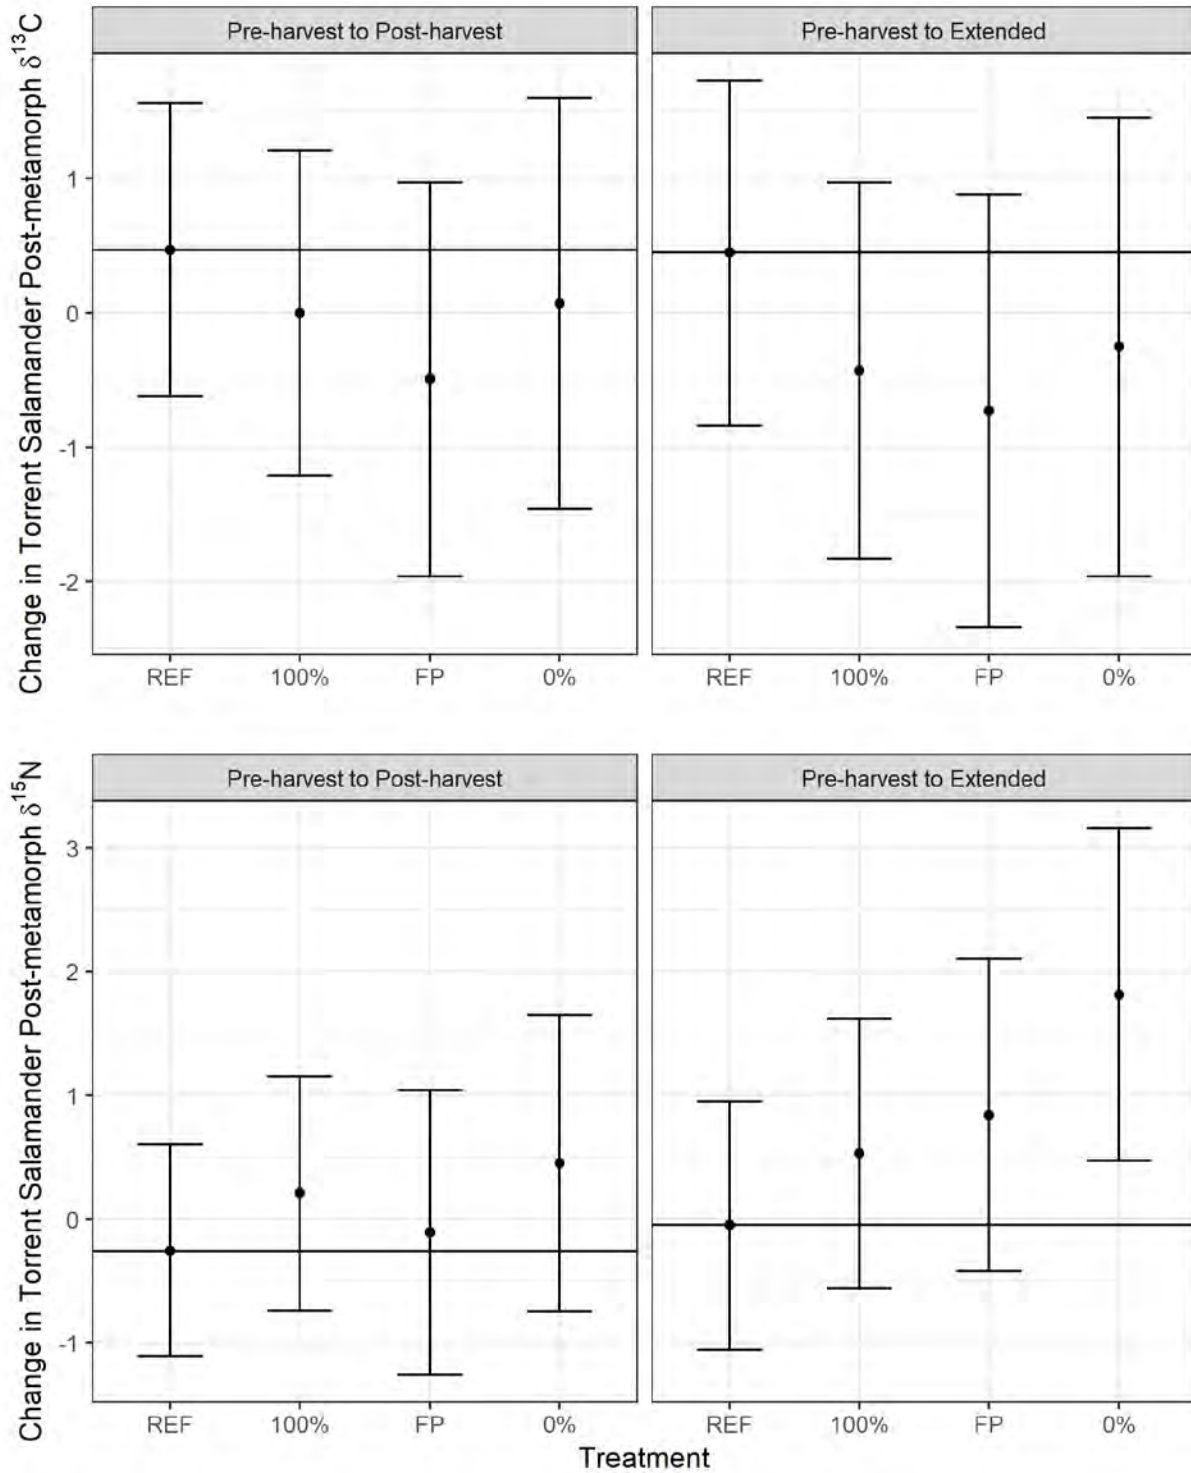 Change in Torrent Salamander Post-metamorph δ¹³C
Pre-harvest to Post-harvest
Pre-harvest to Extended
1
0
-1
-2
REF 100% FP 0%
REF 100% FP 0%
Change in Torrent Salamander Post-metamorph δ¹⁵N
Pre-harvest to Post-harvest
Pre-harvest to Extended
3
2
1
0
-1
REF 100% FP 0%
REF 100% FP 0%
Treatment